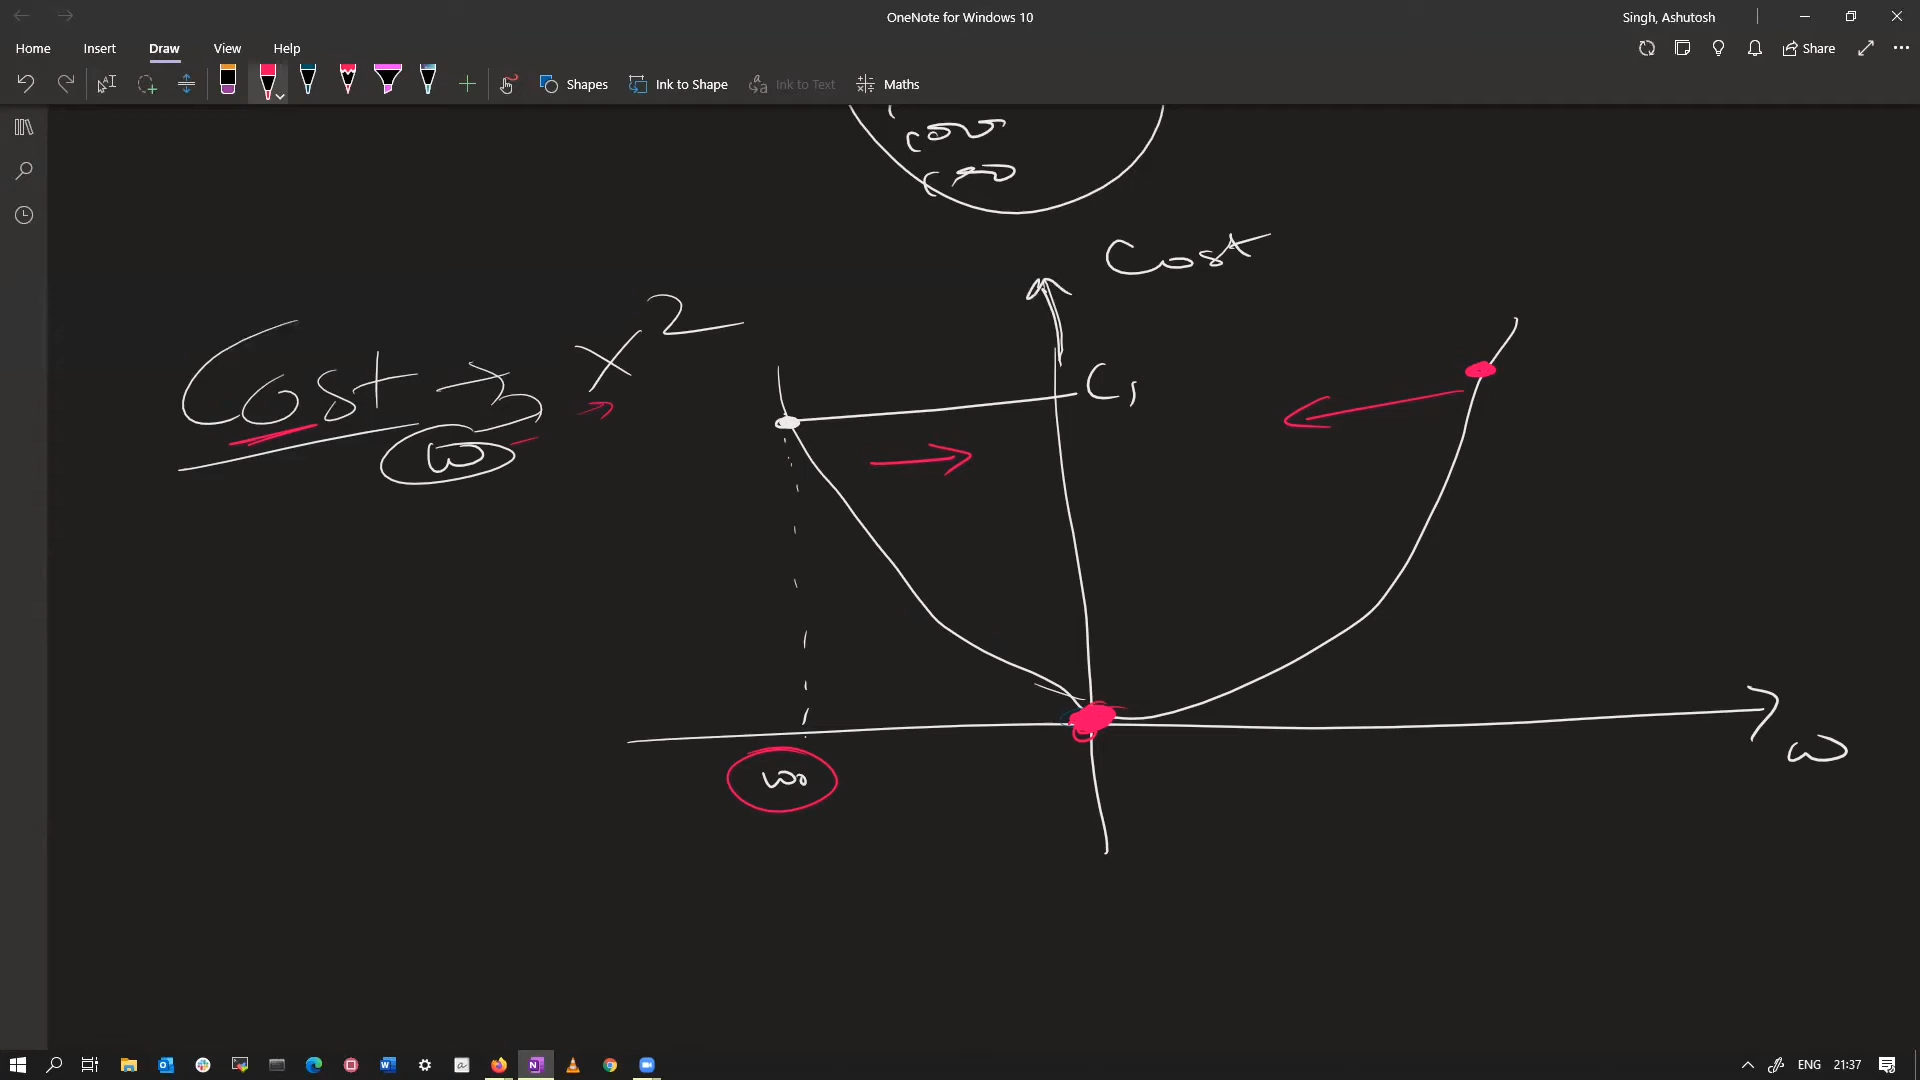 OneNote for Windows 10
Singh, Ashutosh
Home Insert Draw View Help
Share
Shapes
Ink to Shape
Ink to Text
Maths
Cost
Cost → x²
ω
C₁
ω₀
ω
ENG 21:37